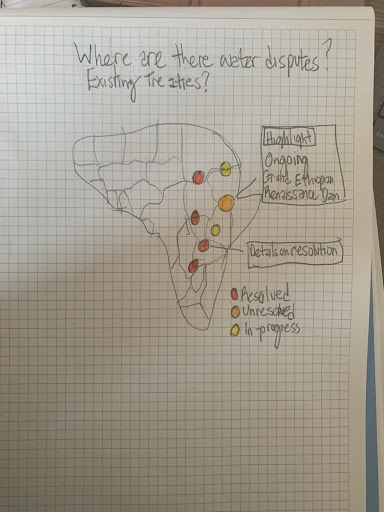 Where are there water disputes?
Existing Treaties?
Highlight
Ongoing
Grand Ethiopian
Renaissance Dam
Details on resolution
Resolved
Unresolved
In-progress